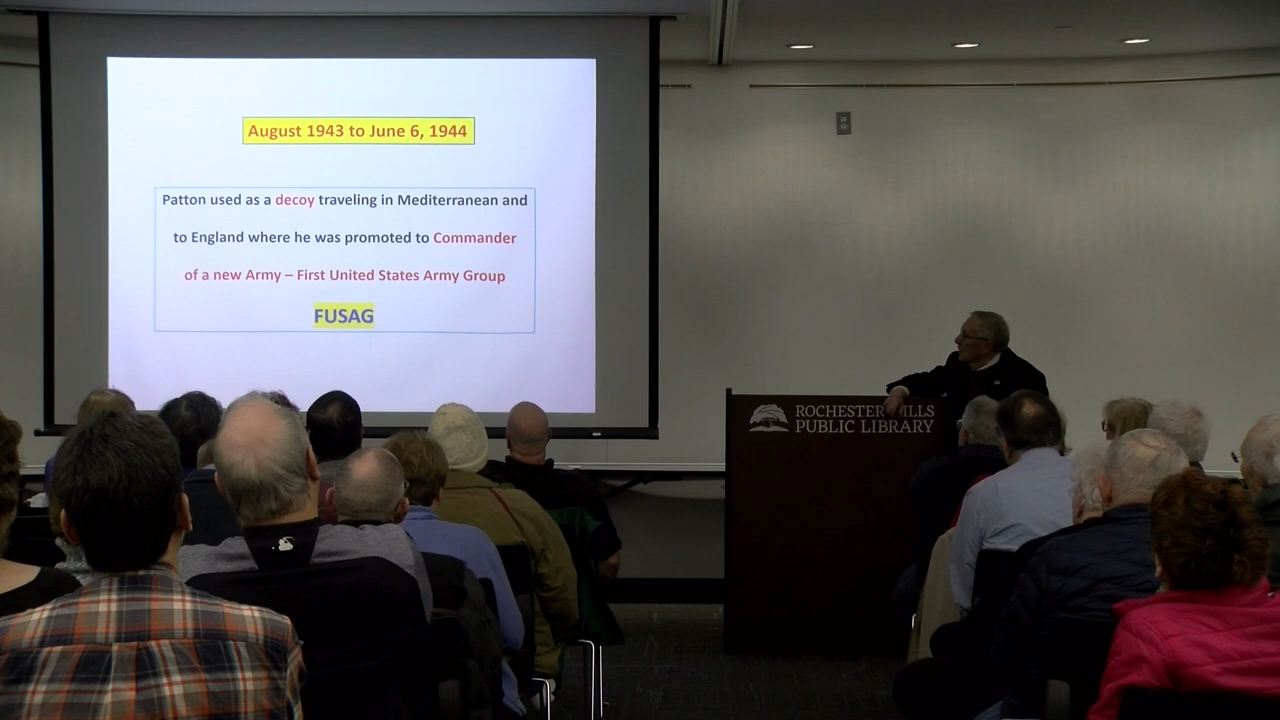 August 1943 to June 6, 1944
Patton used as a decoy traveling in Mediterranean and
to England where he was promoted to Commander
of a new Army – First United States Army Group
FUSAG
ROCHESTER HILLS
PUBLIC LIBRARY